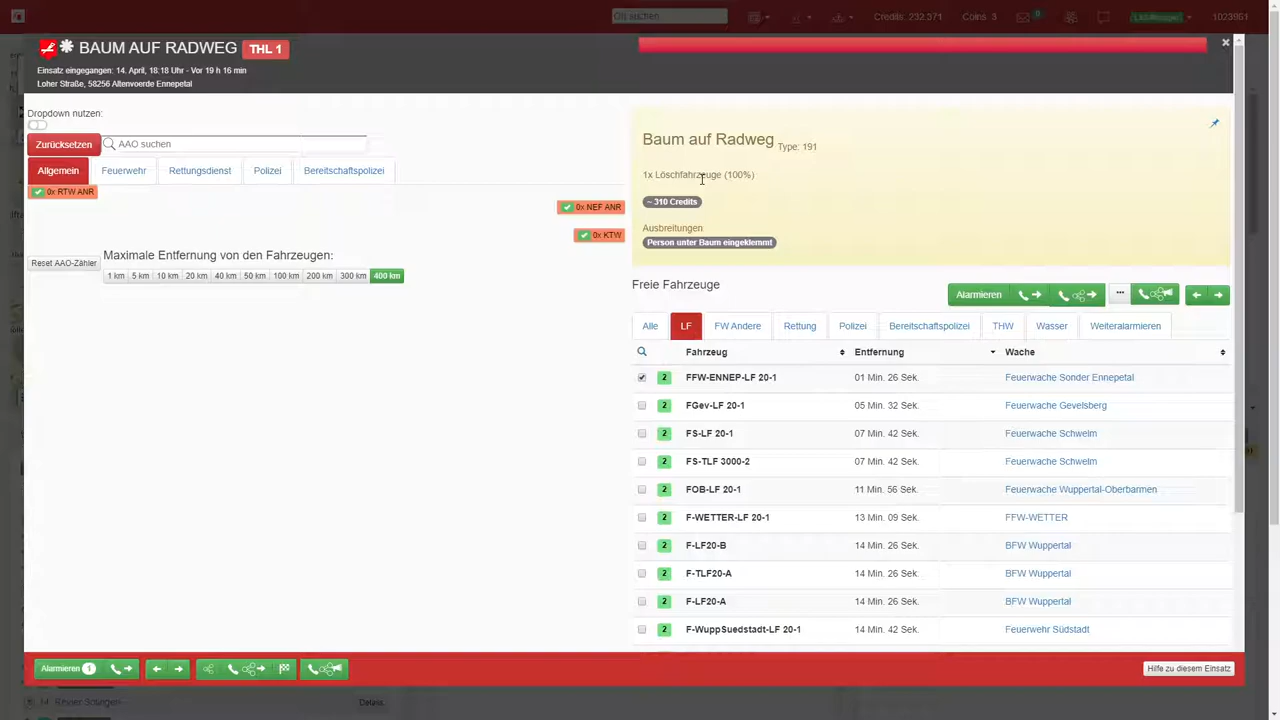 Ort suchen
Credits: 232.371
Coins: 3
0
1023951
BAUM AUF RADWEG THL 1
Einsatz eingegangen: 14. April, 18:18 Uhr - Vor 19 h 16 min
Loher Straße, 58256 Altenvoerde Ennepetal
Dropdown nutzen:
Zurücksetzen
AAO suchen
Allgemein
Feuerwehr
Rettungsdienst
Polizei
Bereitschaftspolizei
0x RTW ANR
0x NEF ANR
0x KTW
Reset AAO-Zähler
Maximale Entfernung von den Fahrzeugen:
1 km 5 km 10 km 20 km 40 km 50 km 100 km 200 km 300 km 400 km
Baum auf Radweg Type: 191
1x Löschfahrzeuge (100%)
~ 310 Credits
Ausbreitungen:
Person unter Baum eingeklemmt
Freie Fahrzeuge
Alarmieren
...
Alle LF FW Andere Rettung Polizei Bereitschaftspolizei THW Wasser Weiteralarmieren
Fahrzeug Entfernung Wache
2 FFW-ENNEP-LF 20-1 01 Min. 26 Sek. Feuerwache Sonder Ennepetal
2 FGev-LF 20-1 05 Min. 32 Sek. Feuerwache Gevelsberg
2 FS-LF 20-1 07 Min. 42 Sek. Feuerwache Schwelm
2 FS-TLF 3000-2 07 Min. 42 Sek. Feuerwache Schwelm
2 FOB-LF 20-1 11 Min. 56 Sek. Feuerwache Wuppertal-Oberbarmen
2 F-WETTER-LF 20-1 13 Min. 09 Sek. FFW-WETTER
2 F-LF20-B 14 Min. 26 Sek. BFW Wuppertal
2 F-TLF20-A 14 Min. 26 Sek. BFW Wuppertal
2 F-LF20-A 14 Min. 26 Sek. BFW Wuppertal
2 F-WuppSuedstadt-LF 20-1 14 Min. 42 Sek. Feuerwehr Südstadt
Alarmieren 1
Hilfe zu diesem Einsatz